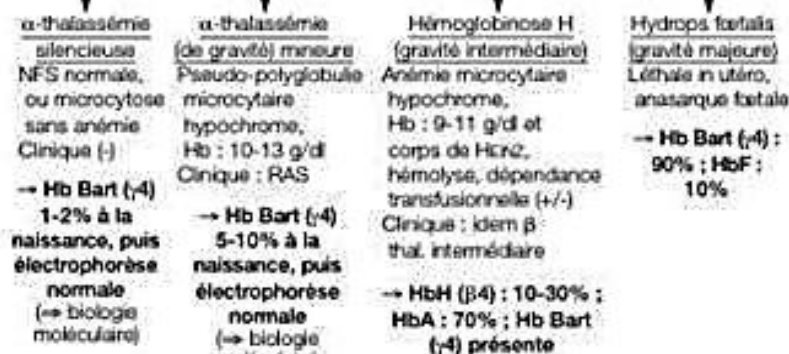 α-thalassémie
silencieuse
NFS normale,
ou microcytose
sans anémie
Clinique (-)
→ Hb Bart (γ4)
1-2% à la
naissance, puis
électrophorèse
normale
(⇒ biologie
moléculaire)
α-thalassémie
(de gravité) mineure
Pseudo-polyglobulie
microcytaire
hypochrome,
Hb : 10-13 g/dl
Clinique : RAS
→ Hb Bart (γ4)
5-10% à la
naissance, puis
électrophorèse
normale
(⇒ biologie
Hémoglobinose H
(gravité intermédiaire)
Anémie microcytaire
hypochrome,
Hb : 9-11 g/dl et
corps de HEINZ,
hémolyse, dépendance
transfusionnelle (+/-)
Clinique : idem β
thal. intermédiaire
→ HbH (β4) : 10-30% ;
HbA : 70% ; Hb Bart
(γ4) présente
Hydrops fœtalis
(gravité majeure)
Léthale in utéro,
anasarque fœtale
→ Hb Bart (γ4) :
90% ; HbF :
10%